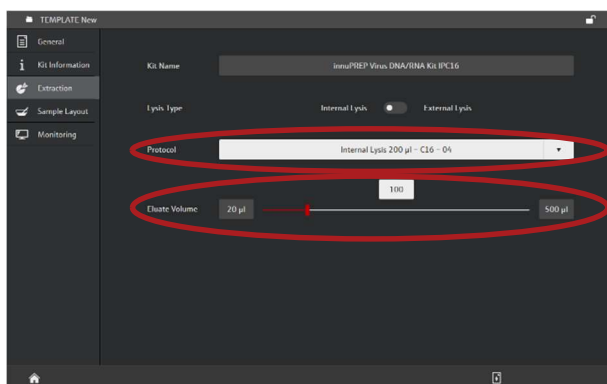 TEMPLATE New
General
i Kit Information
Extraction
Sample Layout
Monitoring
Kit Name innuPREP Virus DNA/RNA Kit IPC16
Lysis Type Internal Lysis External Lysis
Protocol Internal Lysis 200 µl - C16 - 04
100
Eluate Volume 20 µl 500 µl